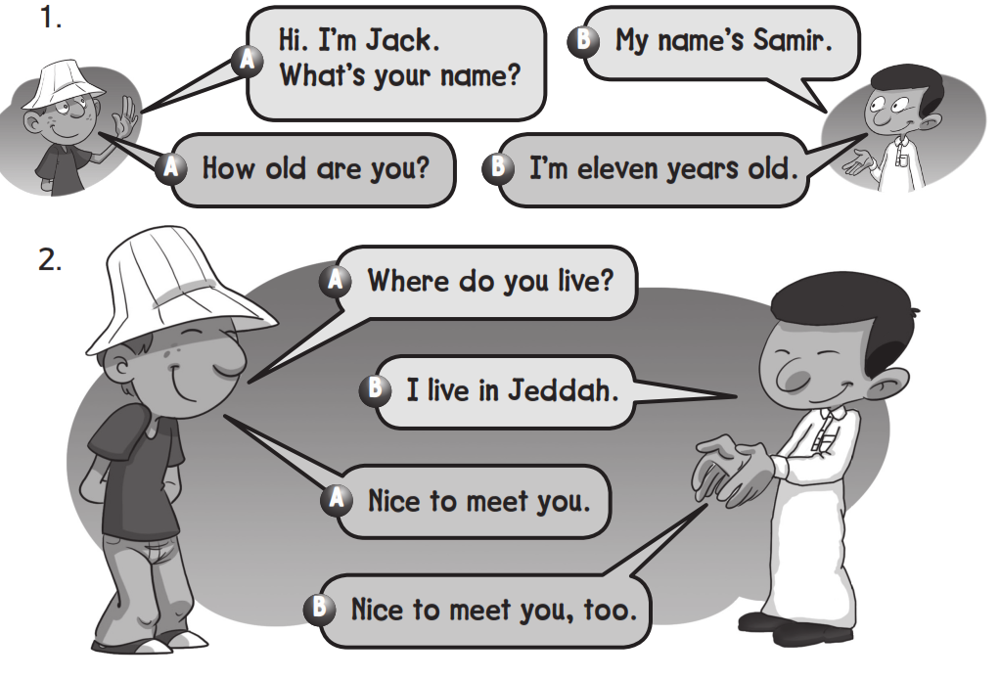 1.
A Hi. I'm Jack.
What's your name?
B My name's Samir.
A How old are you?
B I'm eleven years old.
2.
A Where do you live?
B I live in Jeddah.
A Nice to meet you.
B Nice to meet you, too.